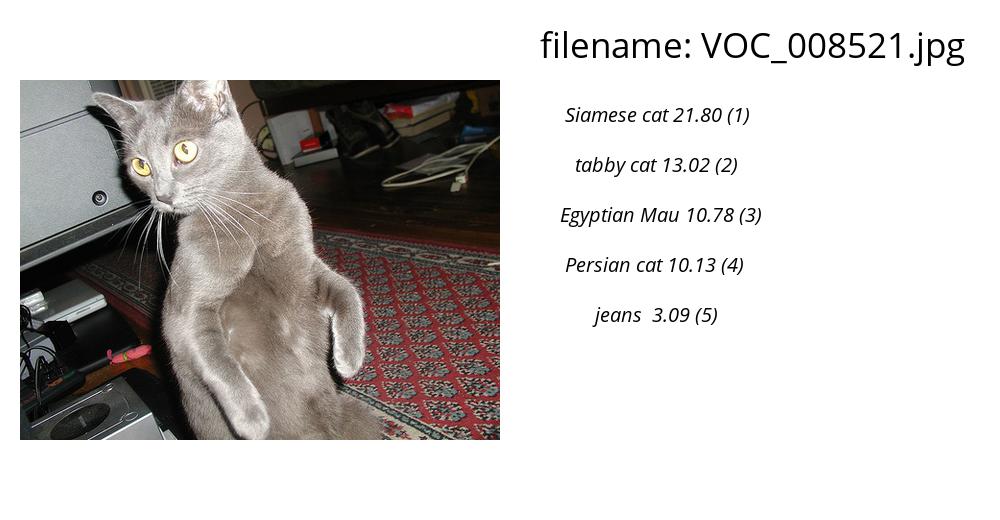 filename: VOC_008521.jpg
Siamese cat 21.80 (1)
tabby cat 13.02 (2)
Egyptian Mau 10.78 (3)
Persian cat 10.13 (4)
jeans 3.09 (5)